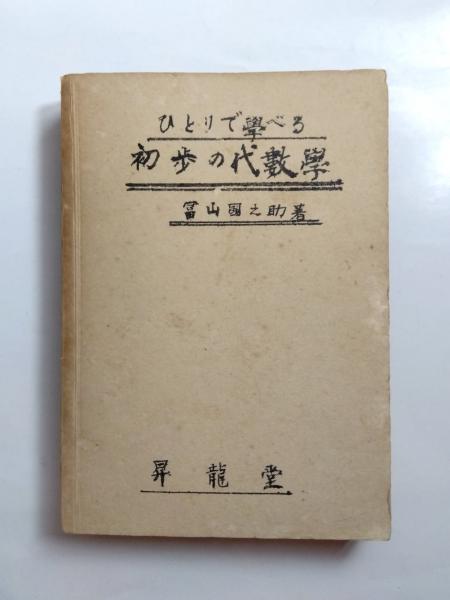 ひとりで學べる
初歩の代數學
冨山国之助著
昇龍堂